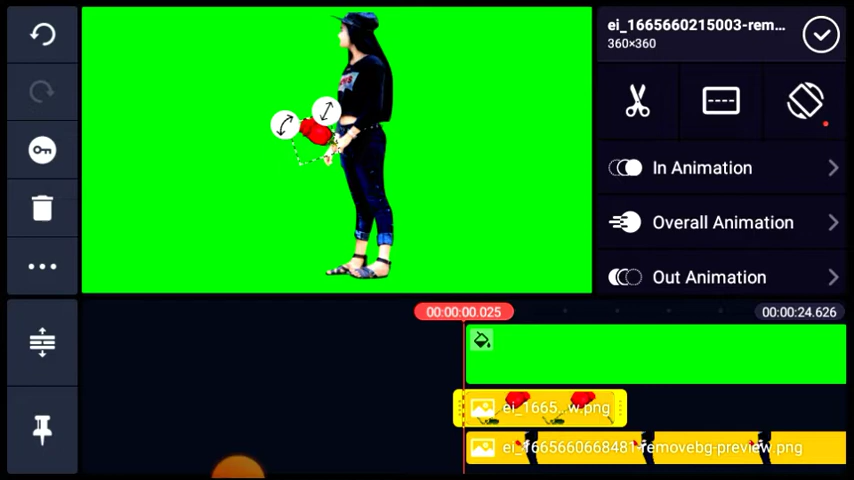 ei_1665660215003-rem...
360×360
In Animation
Overall Animation
Out Animation
00:00:00.025
00:00:24.626
ei_1665...w.png
ei_1665660668481-removebg-preview.png